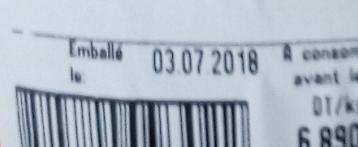 Emballé le: 03.07.2018
A consom
avant le
DT/k
6.890